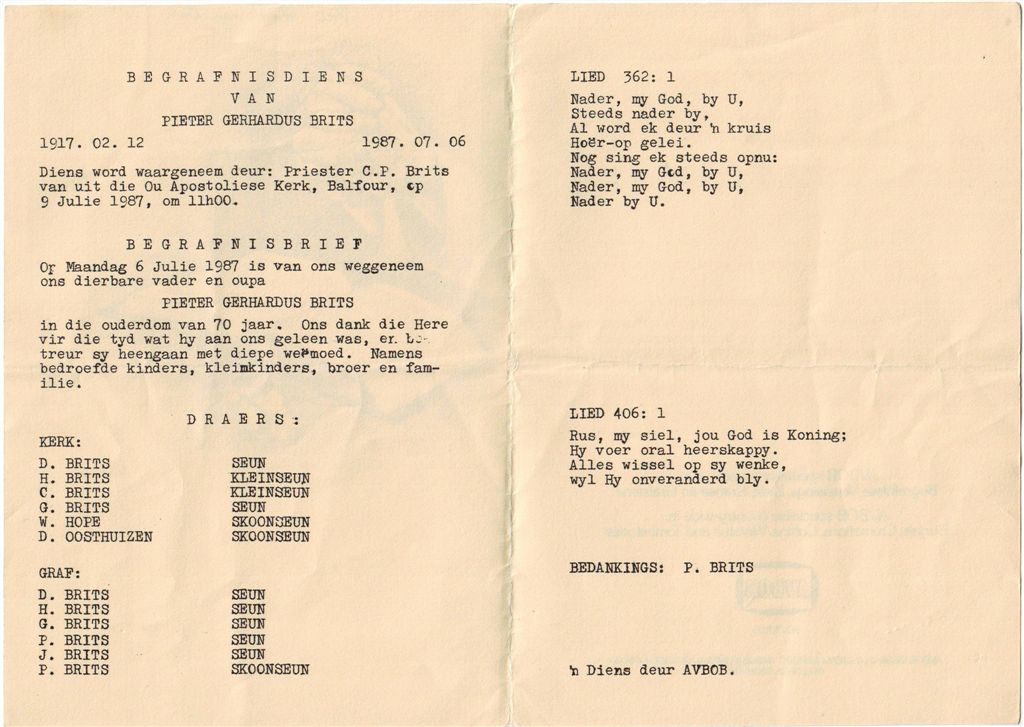 B E G R A F N I S D I E N S
V A N
PIETER GERHARDUS BRITS
1917. 02. 12 1987. 07. 06
Diens word waargeneem deur: Priester C.P. Brits
van uit die Ou Apostoliese Kerk, Balfour, op
9 Julie 1987, om 11h00.
B E G R A F N I S B R I E F
Op Maandag 6 Julie 1987 is van ons weggeneem
ons dierbare vader en oupa
PIETER GERHARDUS BRITS
in die ouderdom van 70 jaar. Ons dank die Here
vir die tyd wat hy aan ons geleen was, en be-
treur sy heengaan met diepe weemoed. Namens
bedroefde kinders, kleinkinders, broer en fam-
ilie.
D R A E R S :
KERK:
D. BRITS SEUN
H. BRITS KLEINSEUN
C. BRITS KLEINSEUN
G. BRITS SEUN
W. HOPE SKOONSEUN
D. OOSTHUIZEN SKOONSEUN
GRAF:
D. BRITS SEUN
H. BRITS SEUN
G. BRITS SEUN
P. BRITS SEUN
J. BRITS SEUN
P. BRITS SKOONSEUN
LIED 362: 1
Nader, my God, by U,
Steeds nader by,
Al word ek deur 'n kruis
Hoër-op gelei.
Nog sing ek steeds opnu:
Nader, my God, by U,
Nader, my God, by U,
Nader by U.
LIED 406: 1
Rus, my siel, jou God is Koning;
Hy voer oral heerskappy.
Alles wissel op sy wenke,
wyl Hy onveranderd bly.
BEDANKINGS: P. BRITS
'n Diens deur AVBOB.